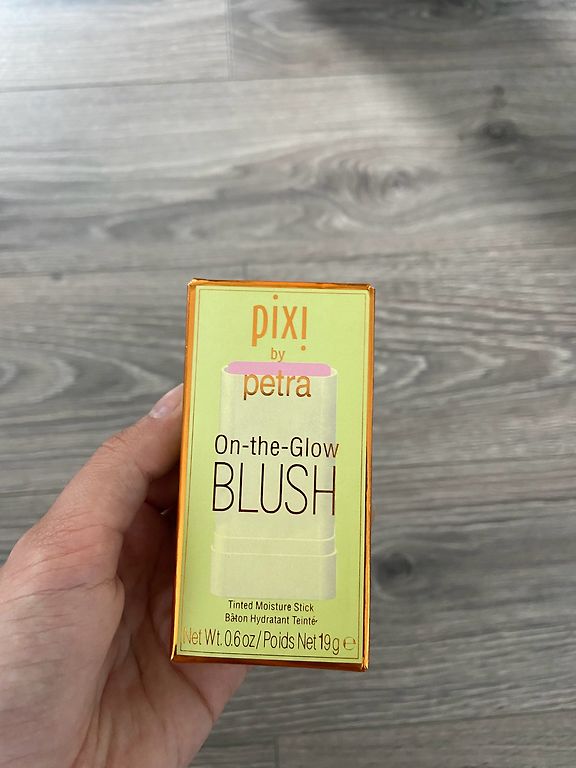 pixi
by
petra
On-the-Glow
BLUSH
Tinted Moisture Stick
Bâton Hydratant Teinté
Net Wt. 0.6 oz / Poids Net 19 g ℮